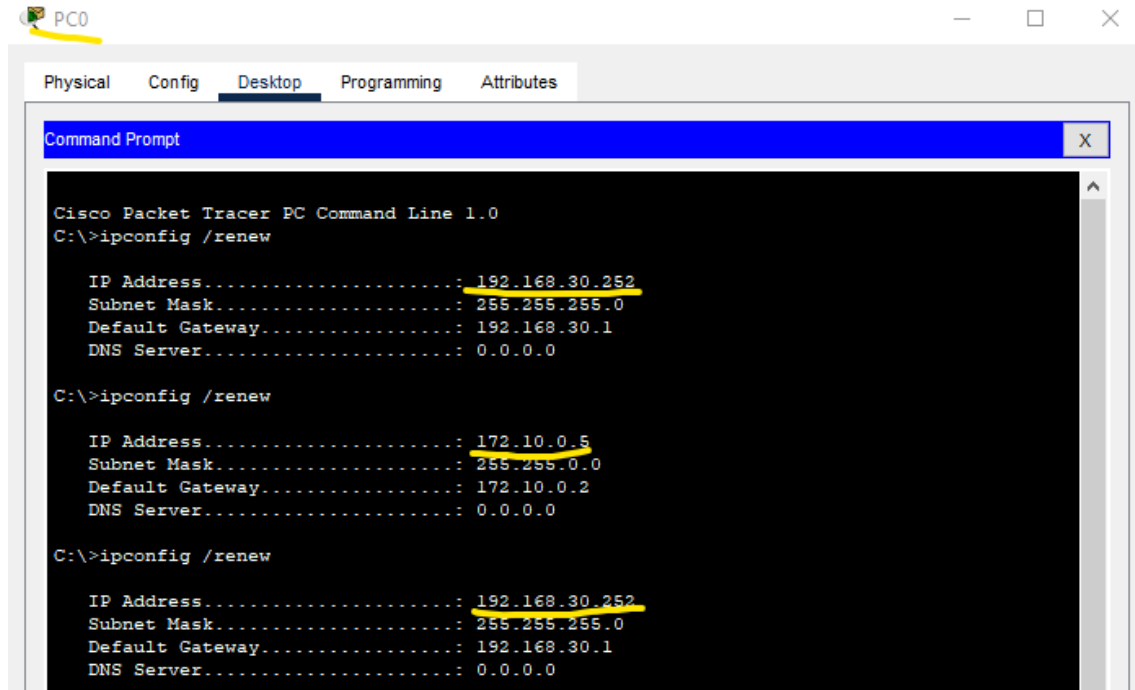 PC0
Physical Config Desktop Programming Attributes
Command Prompt
X
Cisco Packet Tracer PC Command Line 1.0
C:\>ipconfig /renew
IP Address......................: 192.168.30.252
Subnet Mask.....................: 255.255.255.0
Default Gateway.................: 192.168.30.1
DNS Server......................: 0.0.0.0
C:\>ipconfig /renew
IP Address......................: 172.10.0.5
Subnet Mask.....................: 255.255.0.0
Default Gateway.................: 172.10.0.2
DNS Server......................: 0.0.0.0
C:\>ipconfig /renew
IP Address......................: 192.168.30.252
Subnet Mask.....................: 255.255.255.0
Default Gateway.................: 192.168.30.1
DNS Server......................: 0.0.0.0